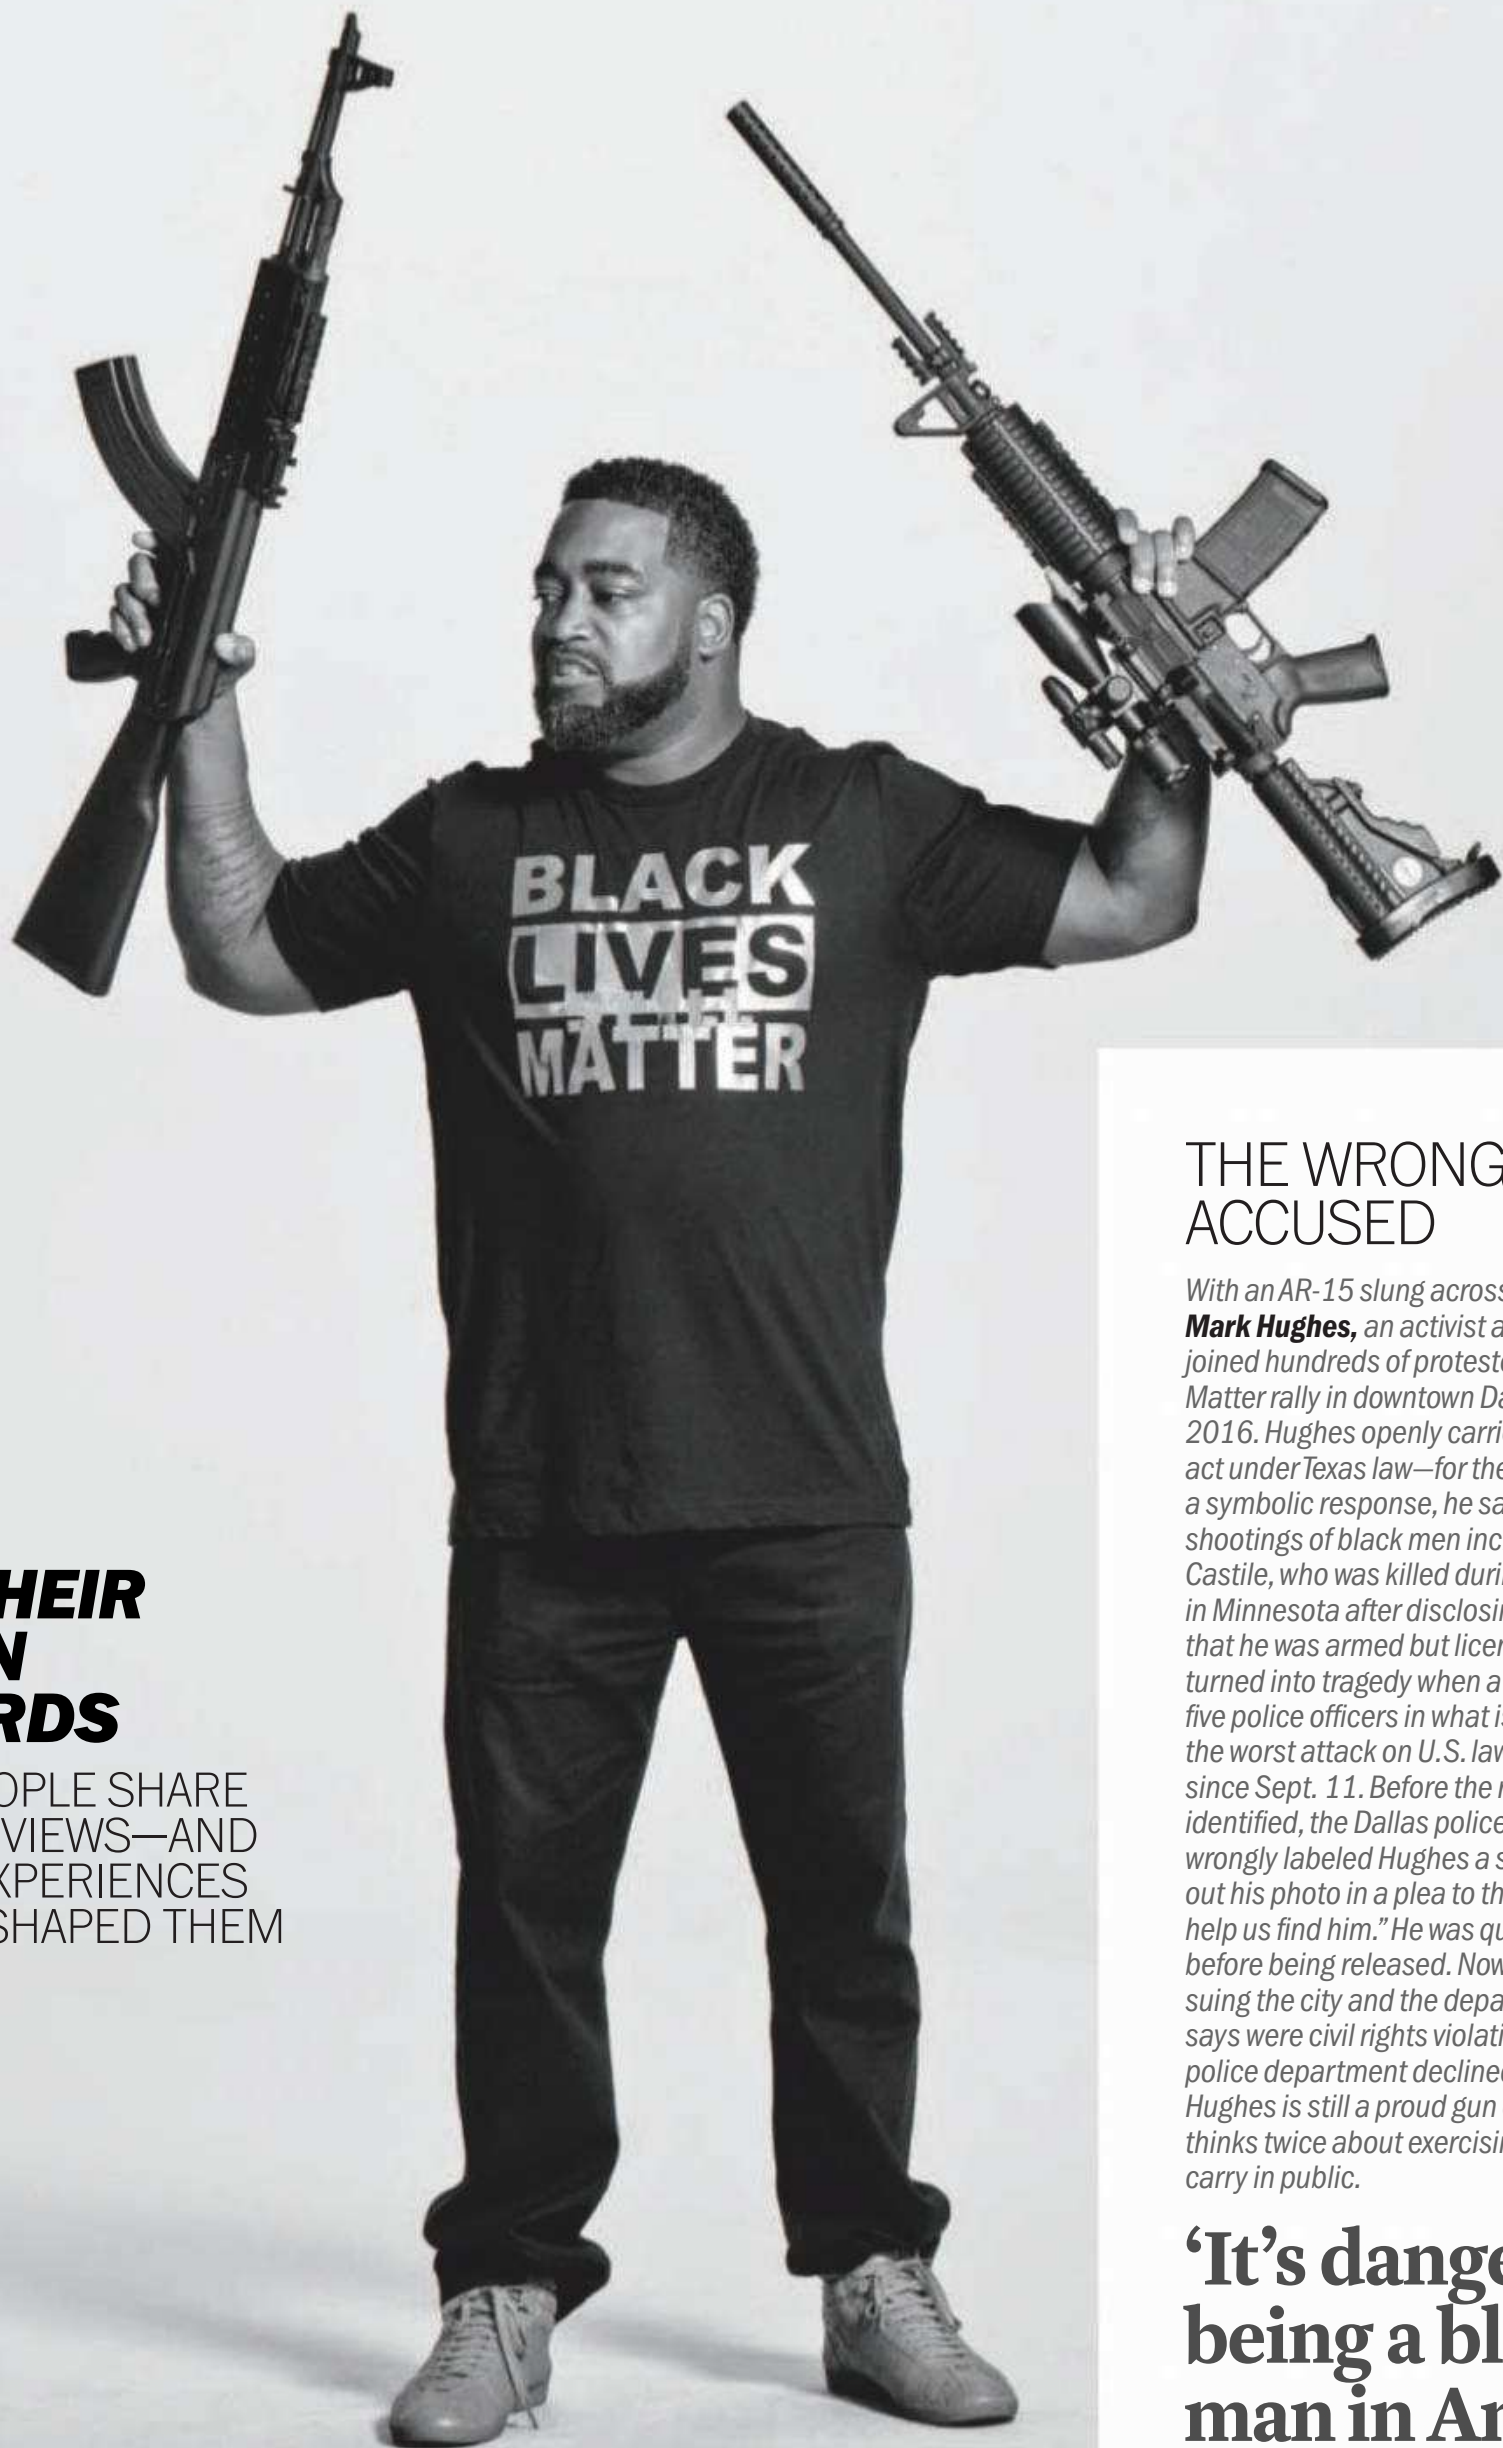 BLACK
LIVES
MATTER
HEIR
N
RDS
OPLE SHARE
VIEWS—AND
XPERIENCES
SHAPED THEM
THE WRONG
ACCUSED
With an AR-15 slung across
Mark Hughes, an activist a
joined hundreds of proteste
Matter rally in downtown Da
2016. Hughes openly carri
act under Texas law—for the
a symbolic response, he sa
shootings of black men inc
Castile, who was killed duri
in Minnesota after disclosin
that he was armed but licen
turned into tragedy when a
five police officers in what is
the worst attack on U.S. law
since Sept. 11. Before the
identified, the Dallas police
wrongly labeled Hughes a s
out his photo in a plea to th
help us find him.” He was qu
before being released. Now
suing the city and the depa
says were civil rights violati
police department decline
Hughes is still a proud gun
thinks twice about exercisi
carry in public.
‘It’s dange
being a bl
man in An